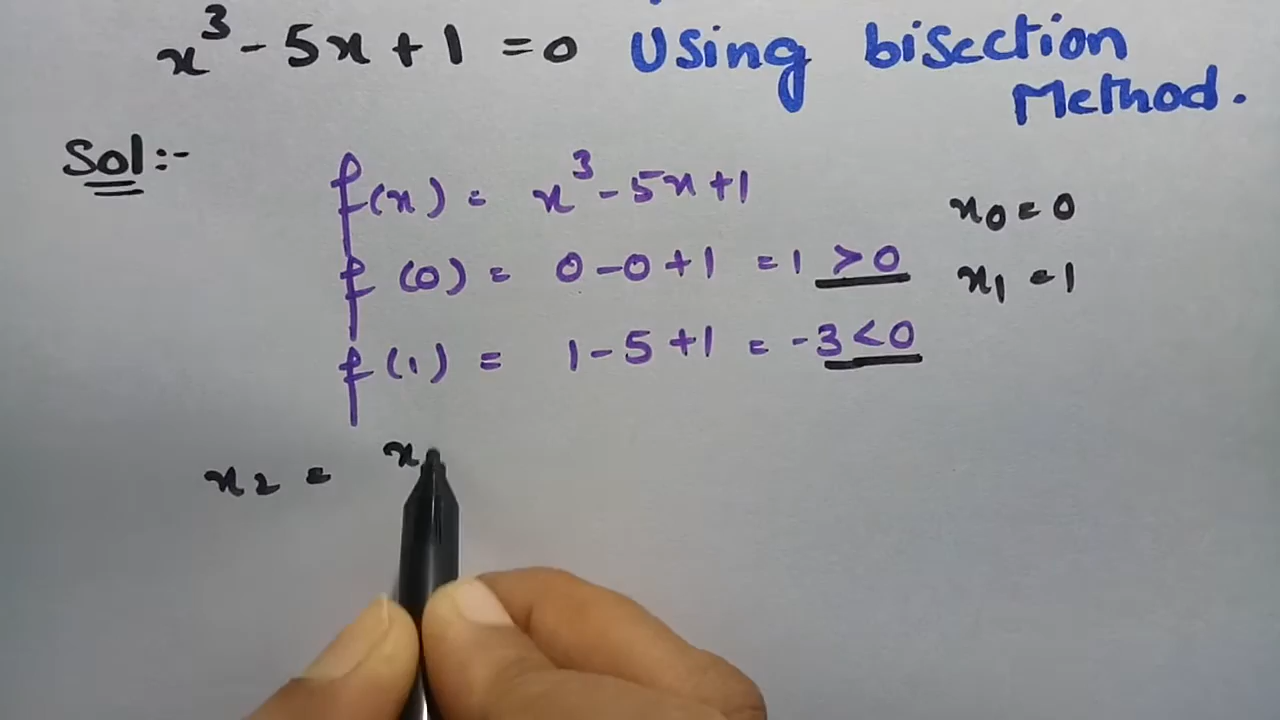 x³ - 5x + 1 = 0 Using bisection
Method.
Sol:-
f(x) = x³ - 5x + 1
x₀ = 0
f(0) = 0 - 0 + 1 = 1 > 0
x₁ = 1
f(1) = 1 - 5 + 1 = -3 < 0
x₂ = x